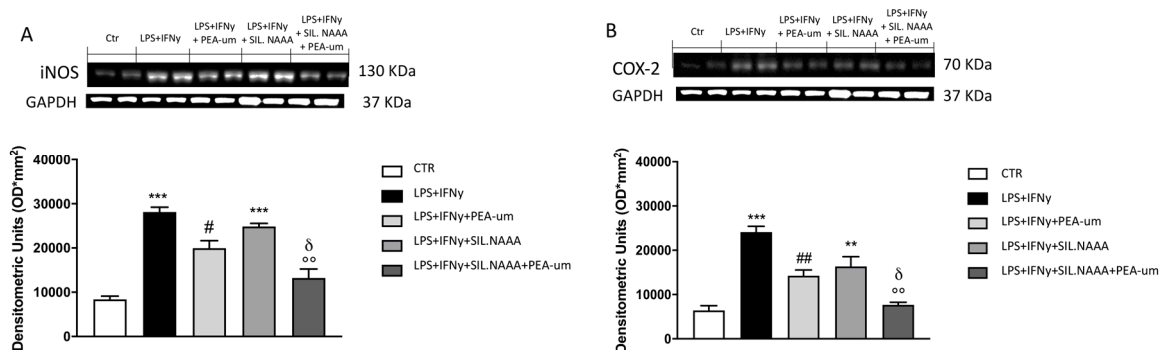 A
Ctr
LPS+IFNγ
LPS+IFNγ
+ PEA-um
LPS+IFNγ
+ SIL. NAAA
LPS+IFNγ
+ SIL. NAAA
+ PEA-um
iNOS
130 KDa
GAPDH
37 KDa
Densitometric Units (OD*mm²)
40000
30000
20000
10000
0
***
#
***
δ
°°
CTR
LPS+IFNγ
LPS+IFNγ+PEA-um
LPS+IFNγ+SIL.NAAA
LPS+IFNγ+SIL.NAAA+PEA-um
B
Ctr
LPS+IFNγ
LPS+IFNγ
+ PEA-um
LPS+IFNγ
+ SIL. NAAA
LPS+IFNγ
+ SIL. NAAA
+ PEA-um
COX-2
70 KDa
GAPDH
37 KDa
Densitometric Units (OD*mm²)
40000
30000
20000
10000
0
***
##
**
δ
°°
CTR
LPS+IFNγ
LPS+IFNγ+PEA-um
LPS+IFNγ+SIL.NAAA
LPS+IFNγ+SIL.NAAA+PEA-um